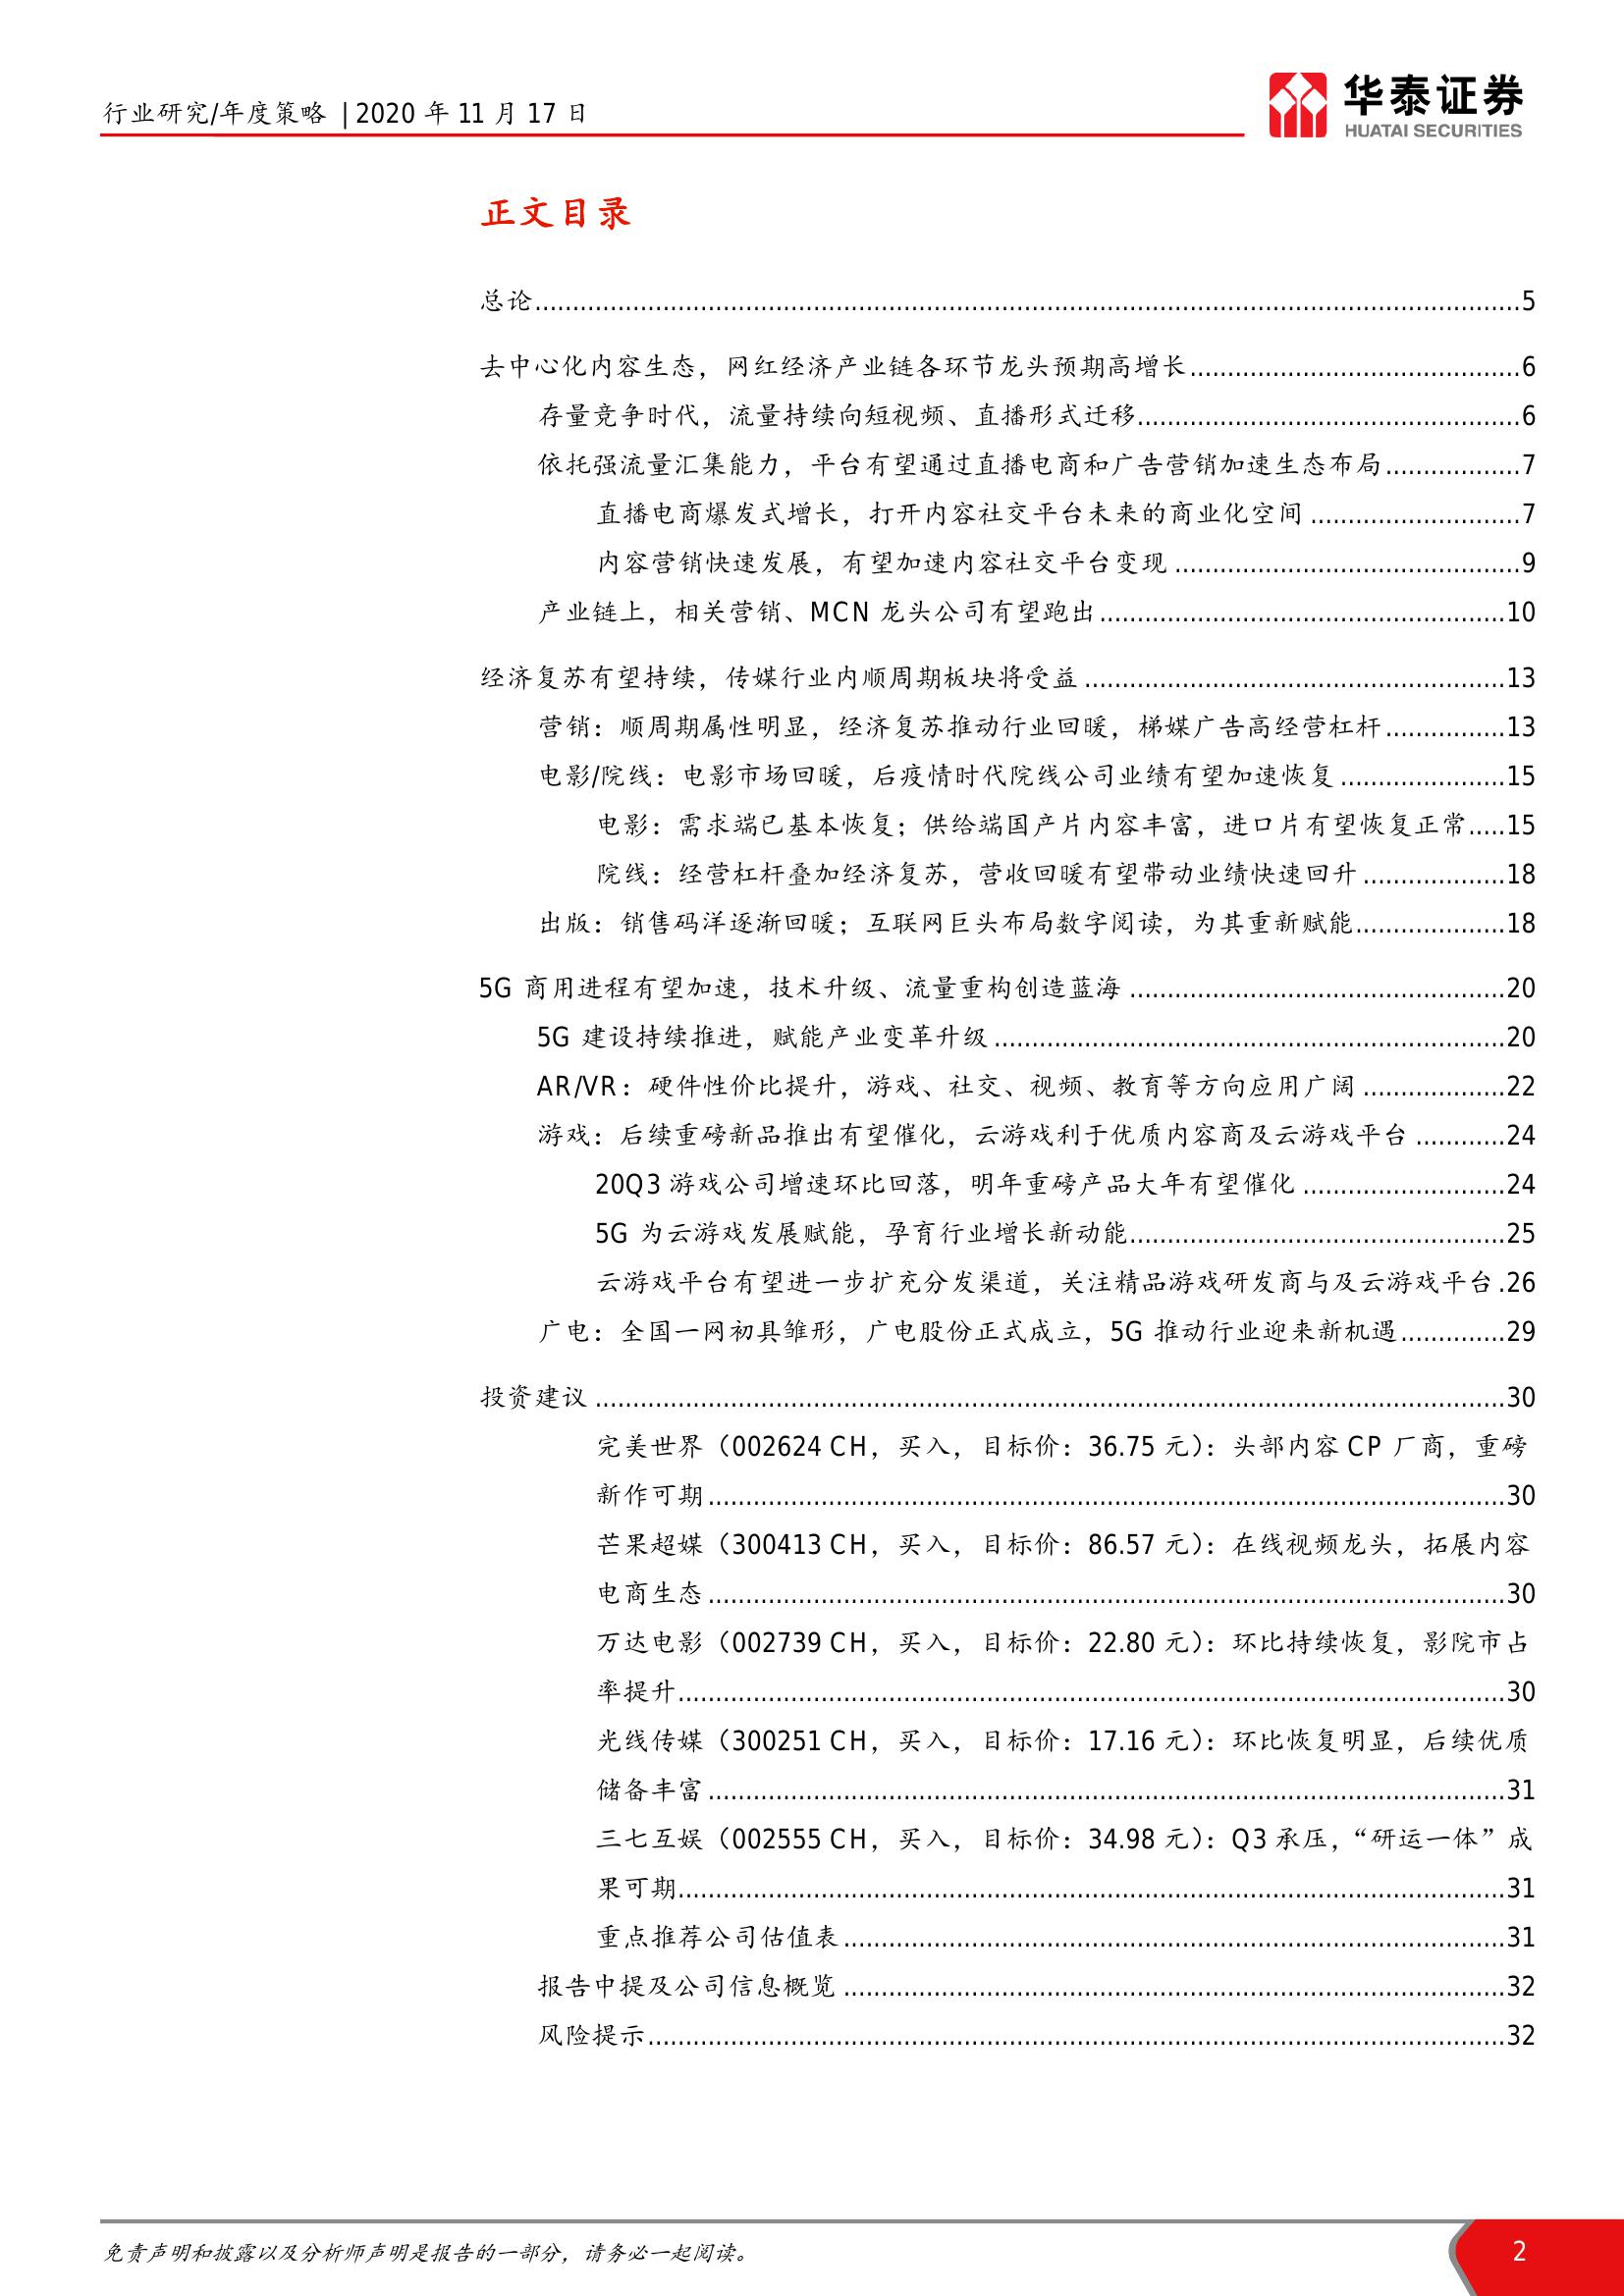 行业研究/年度策略 | 2020 年 11 月 17 日
华泰证券
HUATAI SECURITIES
正文目录
总论....................5
去中心化内容生态，网红经济产业链各环节龙头预期高增长....................6
存量竞争时代，流量持续向短视频、直播形式迁移....................6
依托强流量汇集能力，平台有望通过直播电商和广告营销加速生态布局....................7
直播电商爆发式增长，打开内容社交平台未来的商业化空间....................7
内容营销快速发展，有望加速内容社交平台变现....................9
产业链上，相关营销、MCN 龙头公司有望跑出....................10
经济复苏有望持续，传媒行业内顺周期板块将受益....................13
营销：顺周期属性明显，经济复苏推动行业回暖，梯媒广告高经营杠杆....................13
电影/院线：电影市场回暖，后疫情时代院线公司业绩有望加速恢复....................15
电影：需求端已基本恢复；供给端国产片内容丰富，进口片有望恢复正常.....15
院线：经营杠杆叠加经济复苏，营收回暖有望带动业绩快速回升....................18
出版：销售码洋逐渐回暖；互联网巨头布局数字阅读，为其重新赋能....................18
5G 商用进程有望加速，技术升级、流量重构创造蓝海....................20
5G 建设持续推进，赋能产业变革升级....................20
AR/VR：硬件性价比提升，游戏、社交、视频、教育等方向应用广阔....................22
游戏：后续重磅新品推出有望催化，云游戏利于优质内容商及云游戏平台............24
20Q3 游戏公司增速环比回落，明年重磅产品大年有望催化....................24
5G 为云游戏发展赋能，孕育行业增长新动能....................25
云游戏平台有望进一步扩充分发渠道，关注精品游戏研发商与及云游戏平台.26
广电：全国一网初具雏形，广电股份正式成立，5G 推动行业迎来新机遇..............29
投资建议....................30
完美世界（002624 CH，买入，目标价：36.75 元）：头部内容 CP 厂商，重磅
新作可期....................30
芒果超媒（300413 CH，买入，目标价：86.57 元）：在线视频龙头，拓展内容
电商生态....................30
万达电影（002739 CH，买入，目标价：22.80 元）：环比持续恢复，影院市占
率提升....................30
光线传媒（300251 CH，买入，目标价：17.16 元）：环比恢复明显，后续优质
储备丰富....................31
三七互娱（002555 CH，买入，目标价：34.98 元）：Q3 承压，“研运一体”成
果可期....................31
重点推荐公司估值表....................31
报告中提及公司信息概览....................32
风险提示....................32
免责声明和披露以及分析师声明是报告的一部分，请务必一起阅读。
2